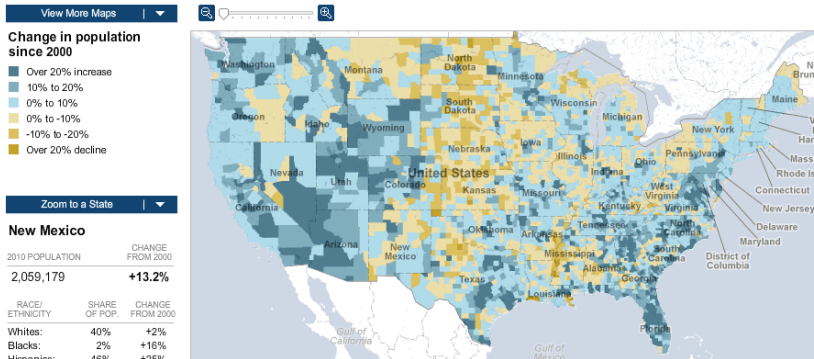 View More Maps
Change in population
since 2000
Over 20% increase
10% to 20%
0% to 10%
0% to -10%
-10% to -20%
Over 20% decline
Zoom to a State
New Mexico
2010 POPULATION
CHANGE
FROM 2000
2,059,179
+13.2%
RACE/
ETHNICITY
SHARE
OF POP.
CHANGE
FROM 2000
Whites:
40%
+2%
Blacks:
2%
+16%
46%
Washington
Montana
North
Dakota
Minnesota
Oregon
Idaho
Wyoming
South
Dakota
Wisconsin
Michigan
Maine
New York
Nebraska
Iowa
Illinois
Indiana
Ohio
Pennsylvania
Nevada
Utah
Colorado
United States
Kansas
Missouri
West
Virginia
Virginia
Kentucky
California
Arizona
New
Mexico
Oklahoma
Arkansas
Tennessee
North
Carolina
South
Carolina
Mississippi
Alabama
Georgia
Texas
Louisiana
Florida
N
Brun
V
Har
Mass
Rhode Is
Connecticut
New Jersey
Delaware
Maryland
District of
Columbia
Gulf of
California
Gulf of